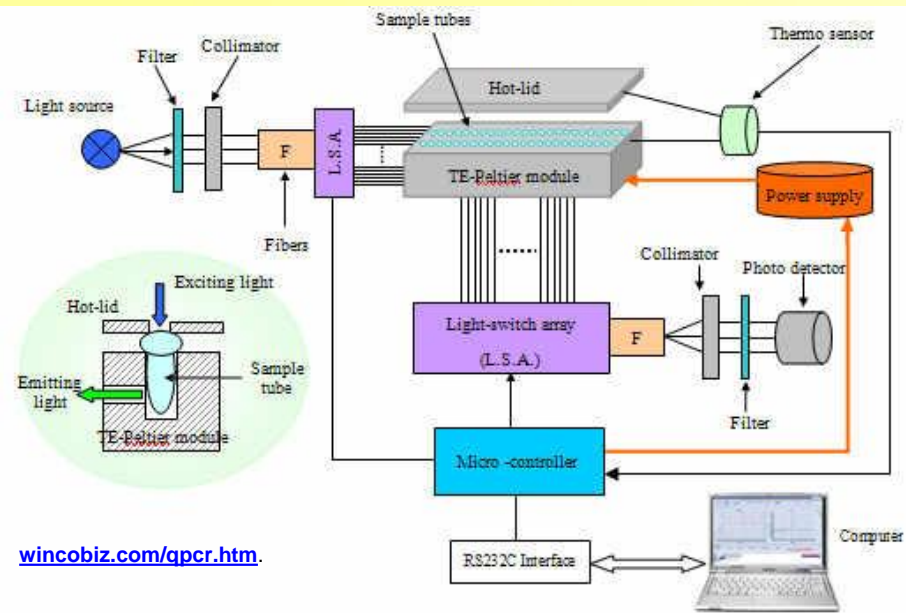 Sample tubes
Thermo sensor
Collimator
Filter
Hot-lid
Light source
F
L.S.A.
TE-Peltier module
Power supply
Fibers
Collimator
Photo detector
Exciting light
Hot-lid
Light-switch array
(L.S.A.)
F
Sample
tube
Emitting
light
Filter
TE-Peltier module
Micro -controller
Computer
wincobiz.com/qpcr.htm.
RS232C Interface